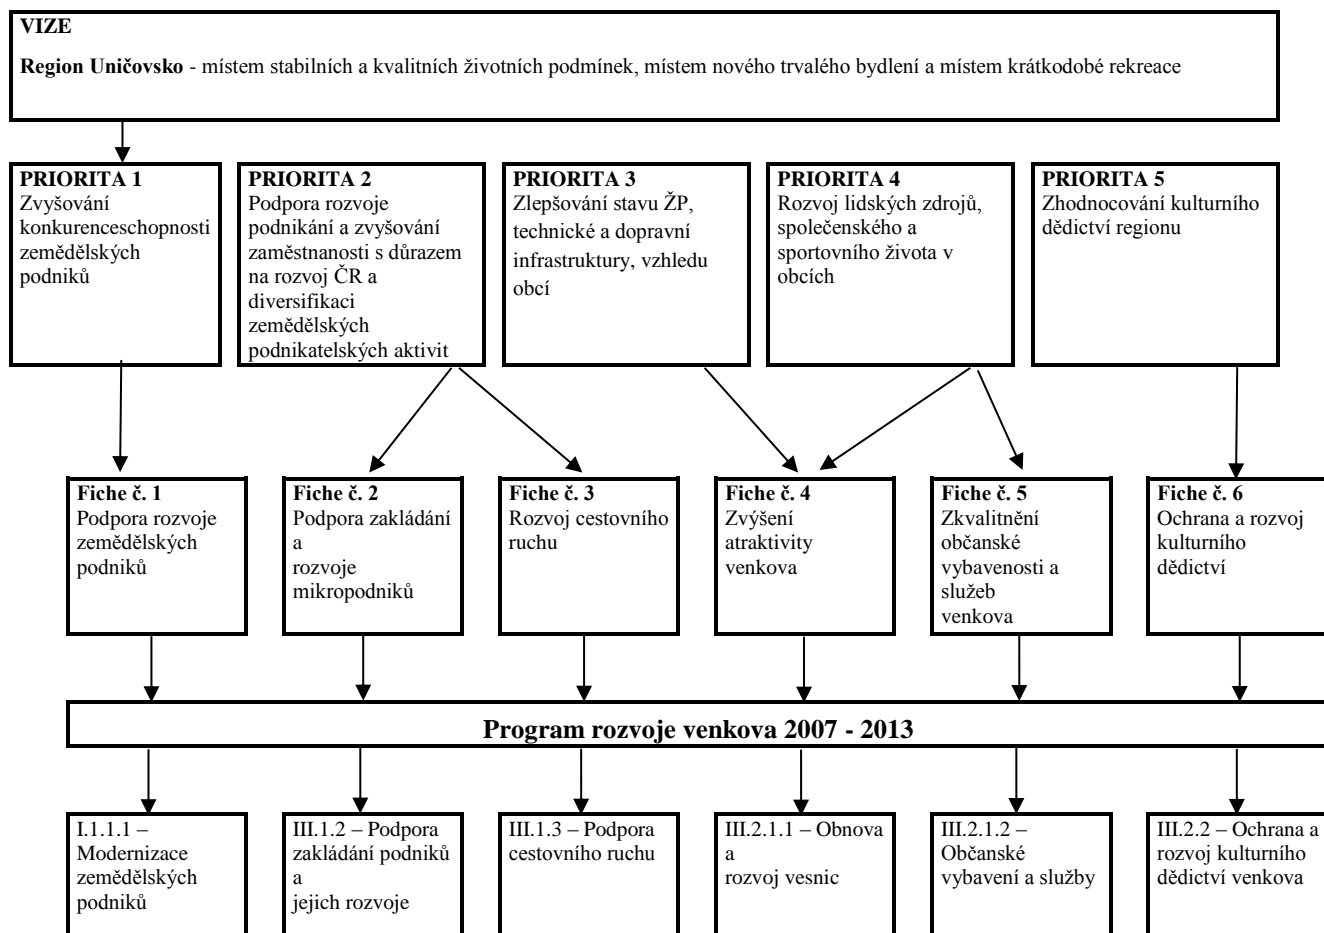 VIZE
Region Uničovsko - místem stabilních a kvalitních životních podmínek, místem nového trvalého bydlení a místem krátkodobé rekreace
PRIORITA 1
Zvyšování
konkurenceschopnosti
zemědělských
podniků
PRIORITA 2
Podpora rozvoje
podnikání a zvyšování
zaměstnanosti s důrazem
na rozvoj ČR a
diversifikaci
zemědělských
podnikatelských aktivit
PRIORITA 3
Zlepšování stavu ŽP,
technické a dopravní
infrastruktury, vzhledu
obcí
PRIORITA 4
Rozvoj lidských zdrojů,
společenského a
sportovního života v
obcích
PRIORITA 5
Zhodnocování kulturního
dědictví regionu
Fiche č. 1
Podpora rozvoje
zemědělských
podniků
Fiche č. 2
Podpora zakládání
a
rozvoje
mikropodniků
Fiche č. 3
Rozvoj cestovního
ruchu
Fiche č. 4
Zvýšení
atraktivity
venkova
Fiche č. 5
Zkvalitnění
občanské
vybavenosti a
služeb
venkova
Fiche č. 6
Ochrana a rozvoj
kulturního
dědictví
Program rozvoje venkova 2007 - 2013
I.1.1.1 –
Modernizace
zemědělských
podniků
III.1.2 – Podpora
zakládání podniků
a
jejich rozvoje
III.1.3 – Podpora
cestovního ruchu
III.2.1.1 – Obnova
a
rozvoj vesnic
III.2.1.2 –
Občanské
vybavení a služby
III.2.2 – Ochrana a
rozvoj kulturního
dědictví venkova